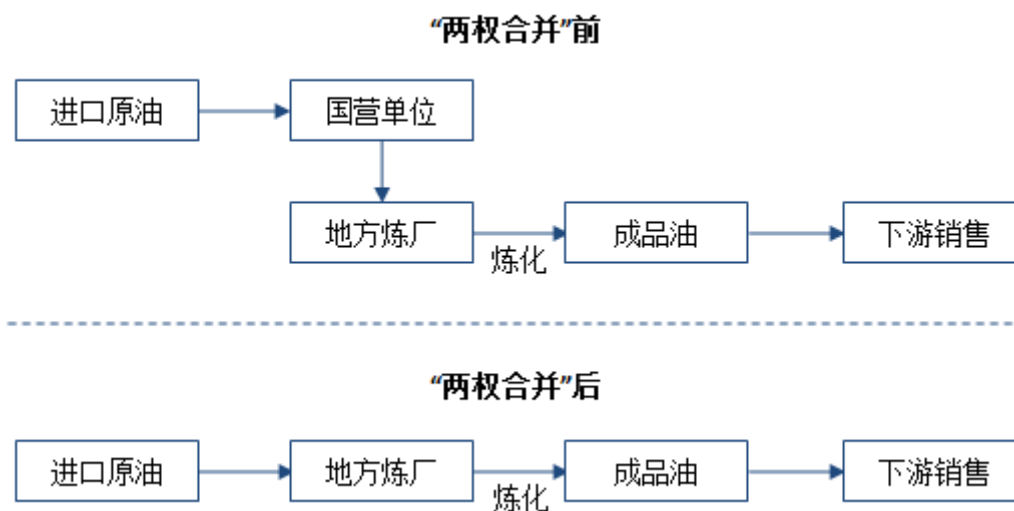 “两权合并”前
进口原油 国营单位
地方炼厂 成品油 下游销售
炼化
“两权合并”后
进口原油 地方炼厂 成品油 下游销售
炼化